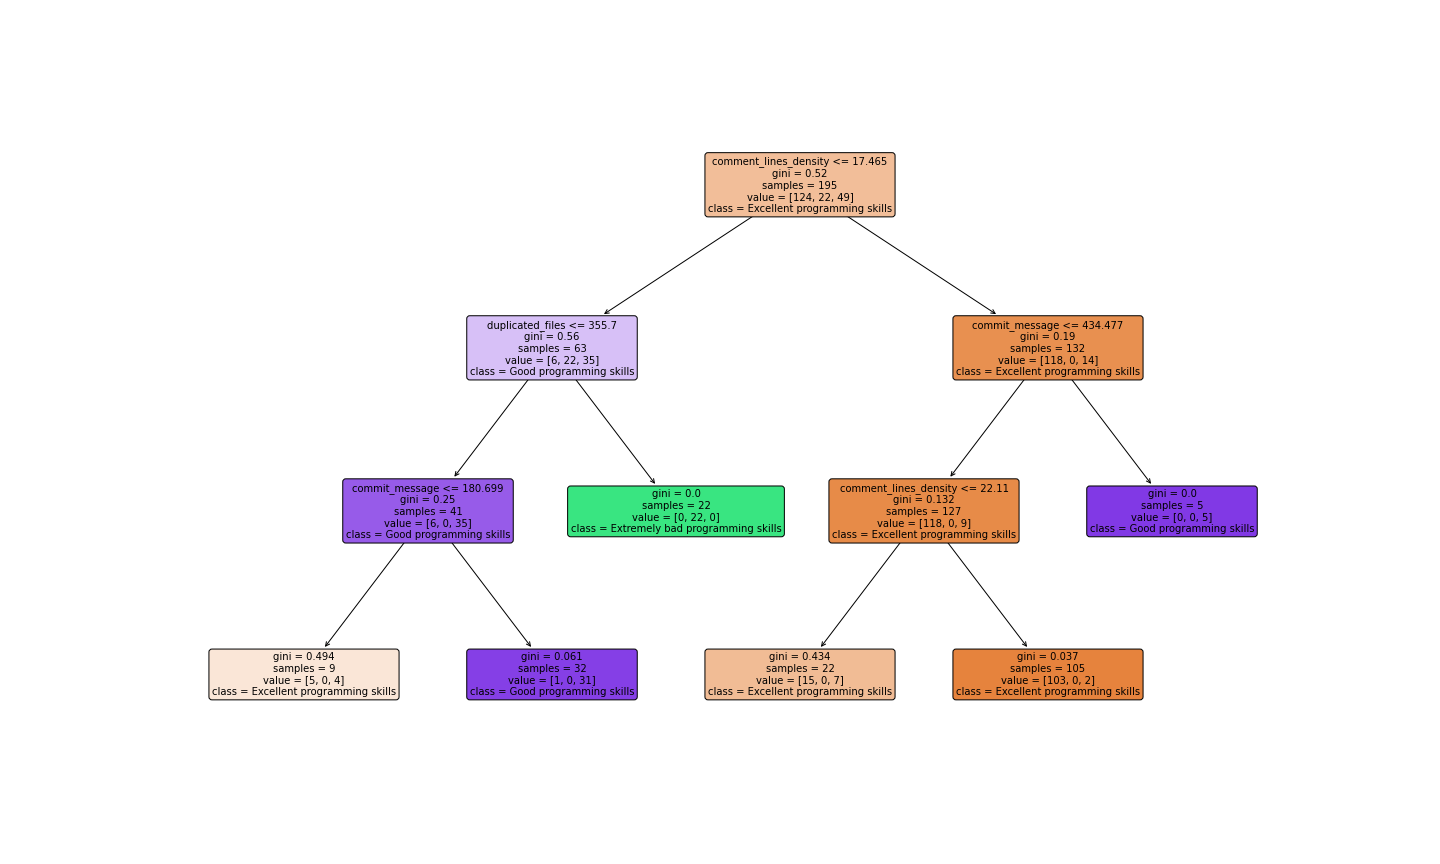 comment_lines_density <= 17.465
gini = 0.52
samples = 195
value = [124, 22, 49]
class = Excellent programming skills
duplicated_files <= 355.7
gini = 0.56
samples = 63
value = [6, 22, 35]
class = Good programming skills
commit_message <= 434.477
gini = 0.19
samples = 132
value = [118, 0, 14]
class = Excellent programming skills
commit_message <= 180.699
gini = 0.25
samples = 41
value = [6, 0, 35]
class = Good programming skills
gini = 0.0
samples = 22
value = [0, 22, 0]
class = Extremely bad programming skills
comment_lines_density <= 22.11
gini = 0.132
samples = 127
value = [118, 0, 9]
class = Excellent programming skills
gini = 0.0
samples = 5
value = [0, 0, 5]
class = Good programming skills
gini = 0.494
samples = 9
value = [5, 0, 4]
class = Excellent programming skills
gini = 0.061
samples = 32
value = [1, 0, 31]
class = Good programming skills
gini = 0.434
samples = 22
value = [15, 0, 7]
class = Excellent programming skills
gini = 0.037
samples = 105
value = [103, 0, 2]
class = Excellent programming skills